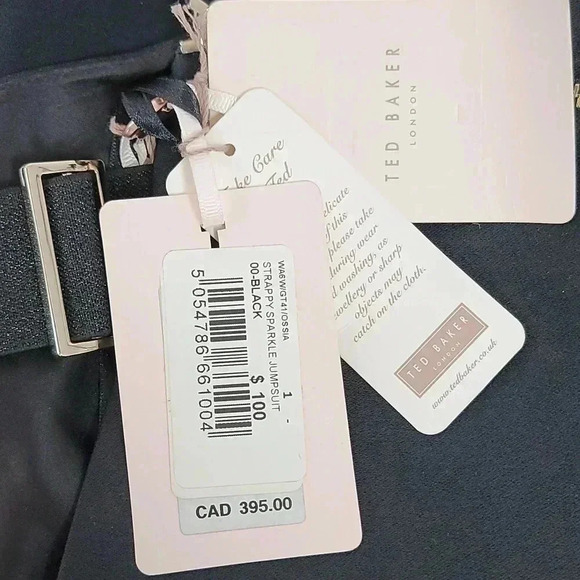 TED BAKER
LONDON
Take Care
Ted
delicate
of this
please take
during wear
d washing, as
wellery or sharp
objects may
catch on the cloth.
TED BAKER
LONDON
www.tedbaker.co.uk
WA6W/GT41/OSSIA
STRAPPY SPARKLE JUMPSUIT
00-BLACK
1 -
$ 100
5 054786 661004
CAD 395.00